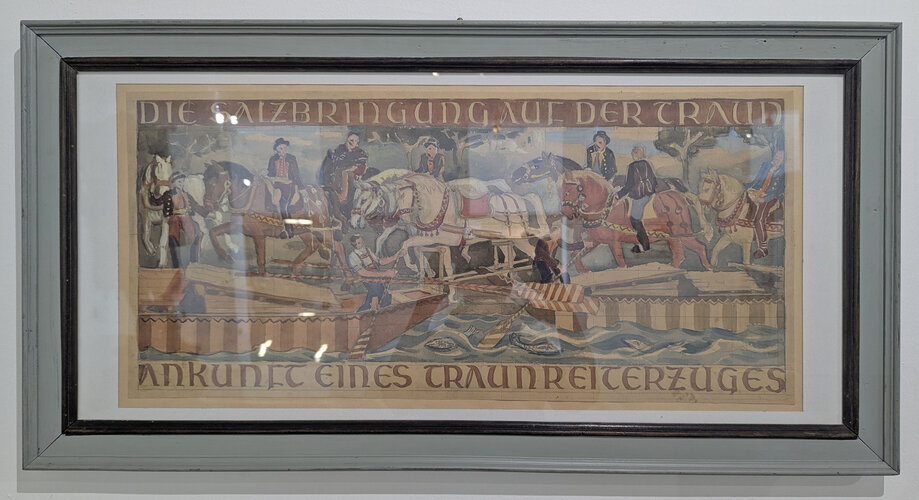 DIE SALZBRINGUNG AUF DER TRAUN
ANKUNFT EINES TRAUNREITERZUGES